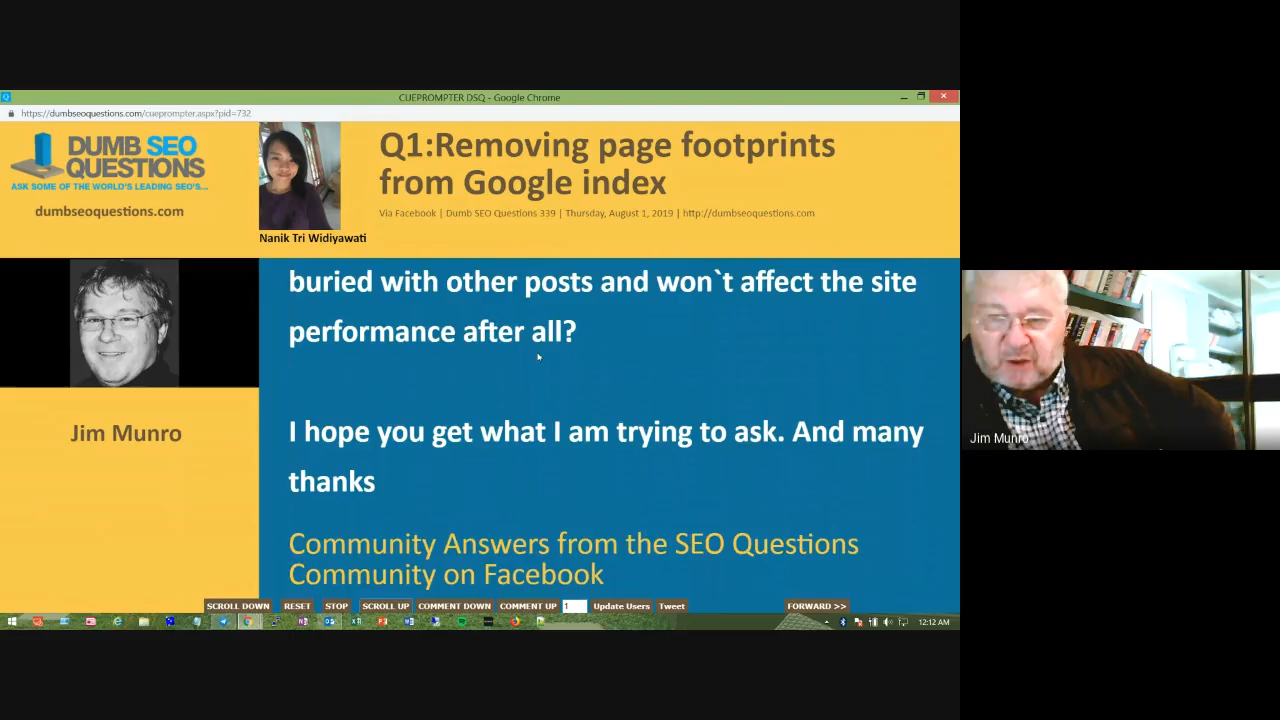 CUEPROMPTER DSQ - Google Chrome
https://dumbseoquestions.com/cueprompter.aspx?pid=732
DUMB SEO
QUESTIONS
ASK SOME OF THE WORLD'S LEADING SEO'S...
dumbseoquestions.com
Nanik Tri Widiyawati
Q1:Removing page footprints
from Google index
Via Facebook | Dumb SEO Questions 339 | Thursday, August 1, 2019 | http://dumbseoquestions.com
Jim Munro
buried with other posts and won`t affect the site
performance after all?
I hope you get what I am trying to ask. And many
thanks
Community Answers from the SEO Questions
Community on Facebook
SCROLL DOWN RESET STOP SCROLL UP COMMENT DOWN COMMENT UP 1 Update Users Tweet FORWARD >>
12:12 AM
Jim Munro